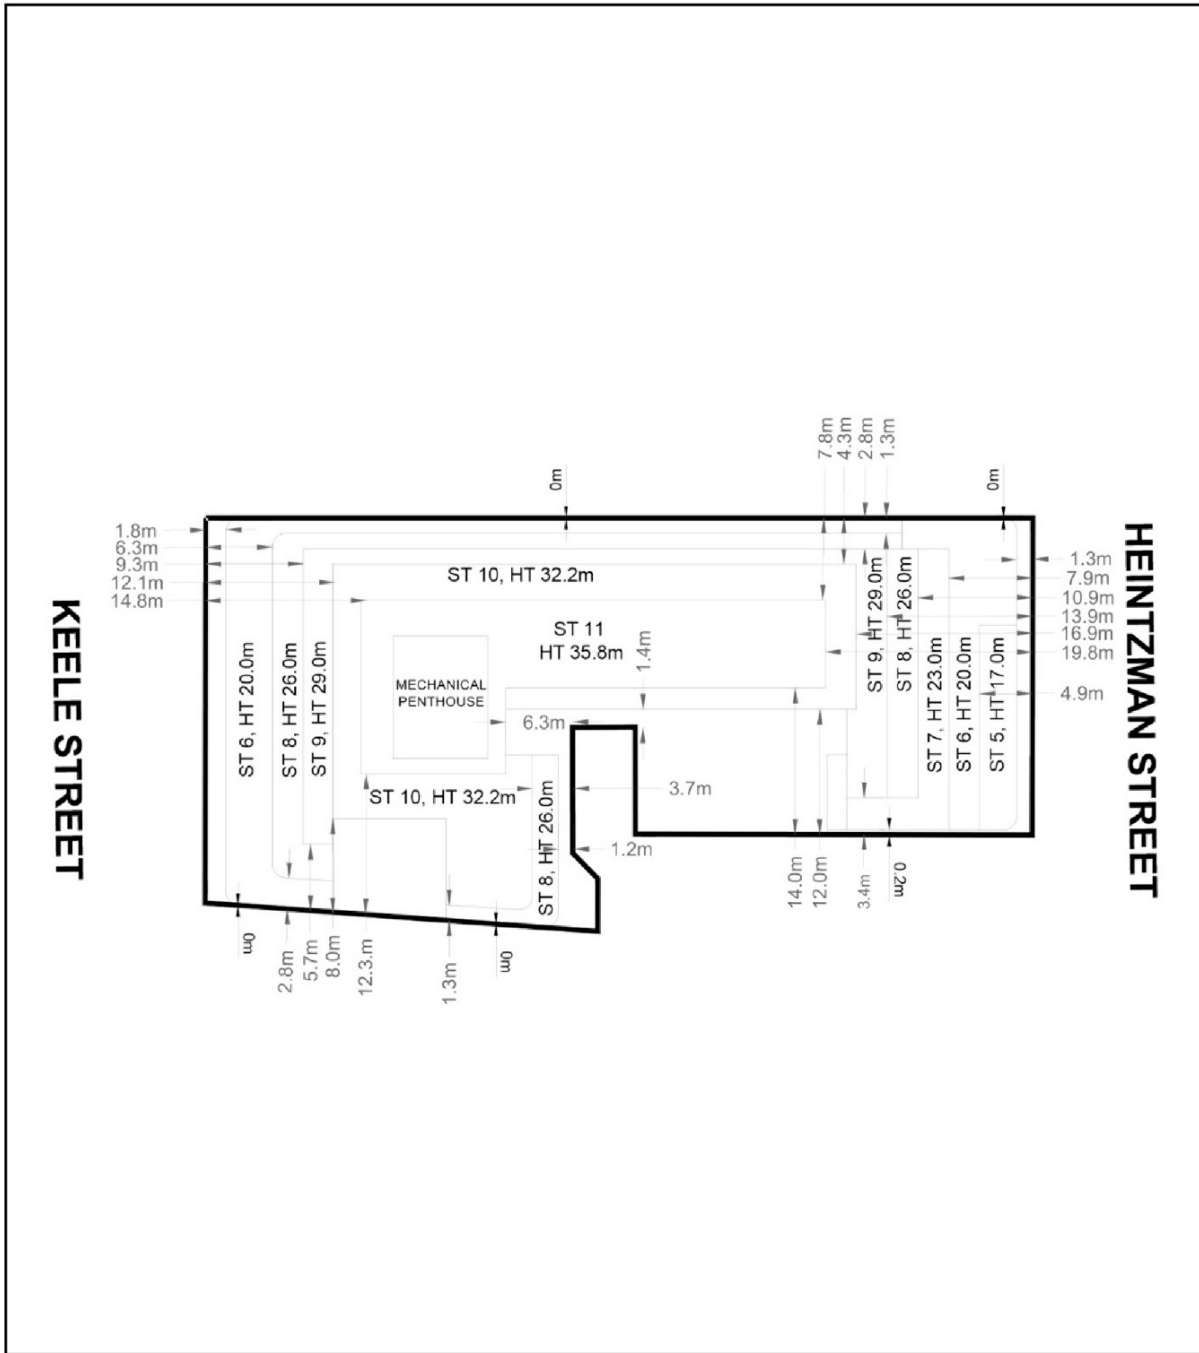 7.8m
4.3m
2.8m
1.3m
0m
0m
1.8m
6.3m
9.3m
12.1m
14.8m
1.3m
7.9m
10.9m
13.9m
16.9m
19.8m
4.9m
KEELE STREET
HEINTZMAN STREET
ST 6, HT 20.0m
ST 8, HT 26.0m
ST 9, HT 29.0m
ST 10, HT 32.2m
ST 11
HT 35.8m
1.4m
MECHANICAL
PENTHOUSE
6.3m
ST 9, HT 29.0m
ST 8, HT 26.0m
ST 7, HT 23.0m
ST 6, HT 20.0m
ST 5, HT 17.0m
ST 10, HT 32.2m
ST 8, HT 26.0m
3.7m
1.2m
14.0m
12.0m
3.4m
0.2m
0m
2.8m
5.7m
8.0m
12.3.m
1.3m
0m